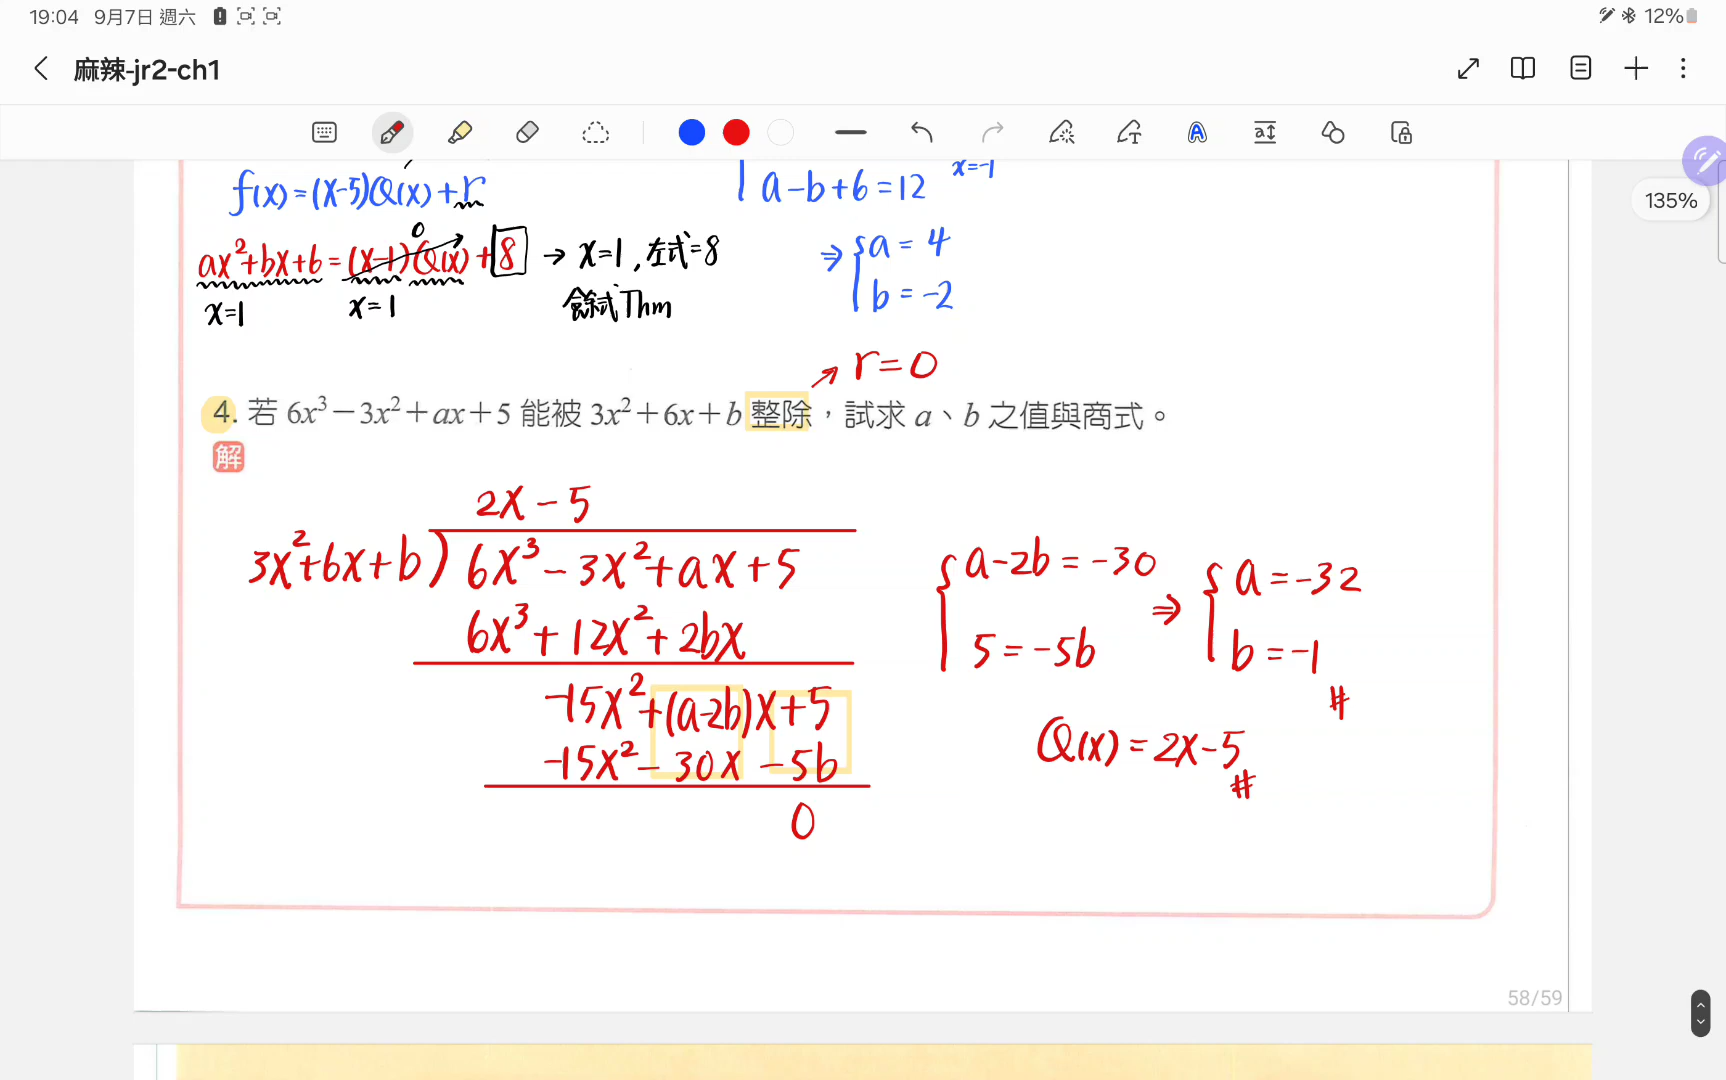 19:04 9月7日 週六
12%
麻辣-jr2-ch1
135%
f(x)=(x-5)Q(x)+r
a-b+6=12 x=-1
ax²+bx+6=(x-1)Q(x)+8 → x=1,左式=8
0
x=1 x=1 餘式Thm
⇒ { a = 4
b = -2
r=0
4. 若 6x³-3x²+ax+5 能被 3x²+6x+b 整除,試求 a、b 之值與商式。
解
2x-5
3x²+6x+b ) 6x³-3x²+ax+5
6x³+12x²+2bx
-15x²+(a-2b)x+5
-15x²-30x-5b
0
{ a-2b=-30
5=-5b
⇒ { a=-32
b=-1
#
Q(x)=2x-5
#
58/59